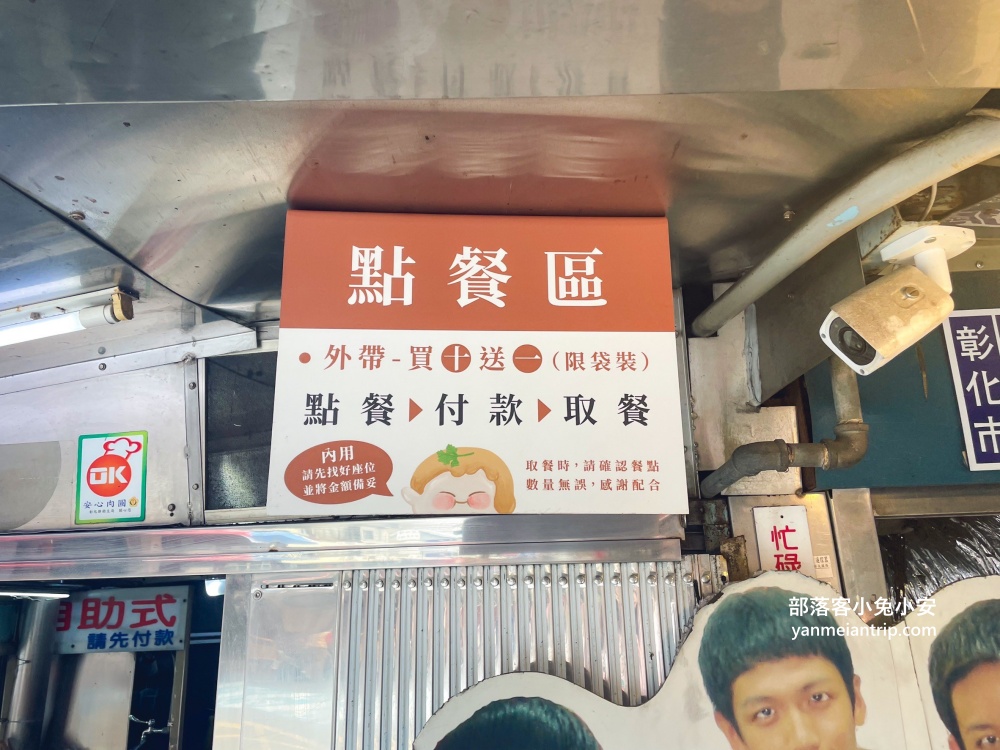 點餐區
外帶-買十送一(限袋裝)
點餐▶付款▶取餐
內用
請先找好座位
並將金額備妥
取餐時，請確認餐點
數量無誤，感謝配合
OK
安心肉圓
自助式
請先付款
彰化市
忙碌
部落客小兔小安
yanmeiantrip.com